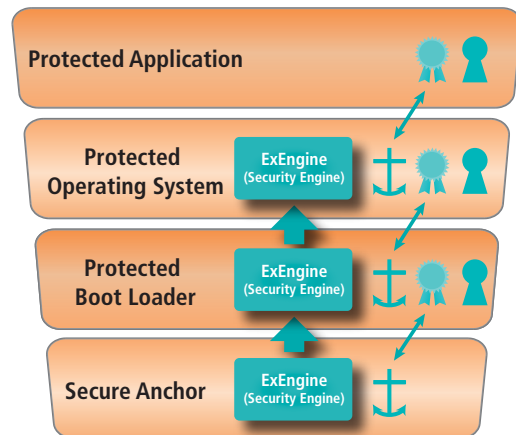 Protected Application
Protected
Operating System
ExEngine
(Security Engine)
Protected
Boot Loader
ExEngine
(Security Engine)
Secure Anchor
ExEngine
(Security Engine)